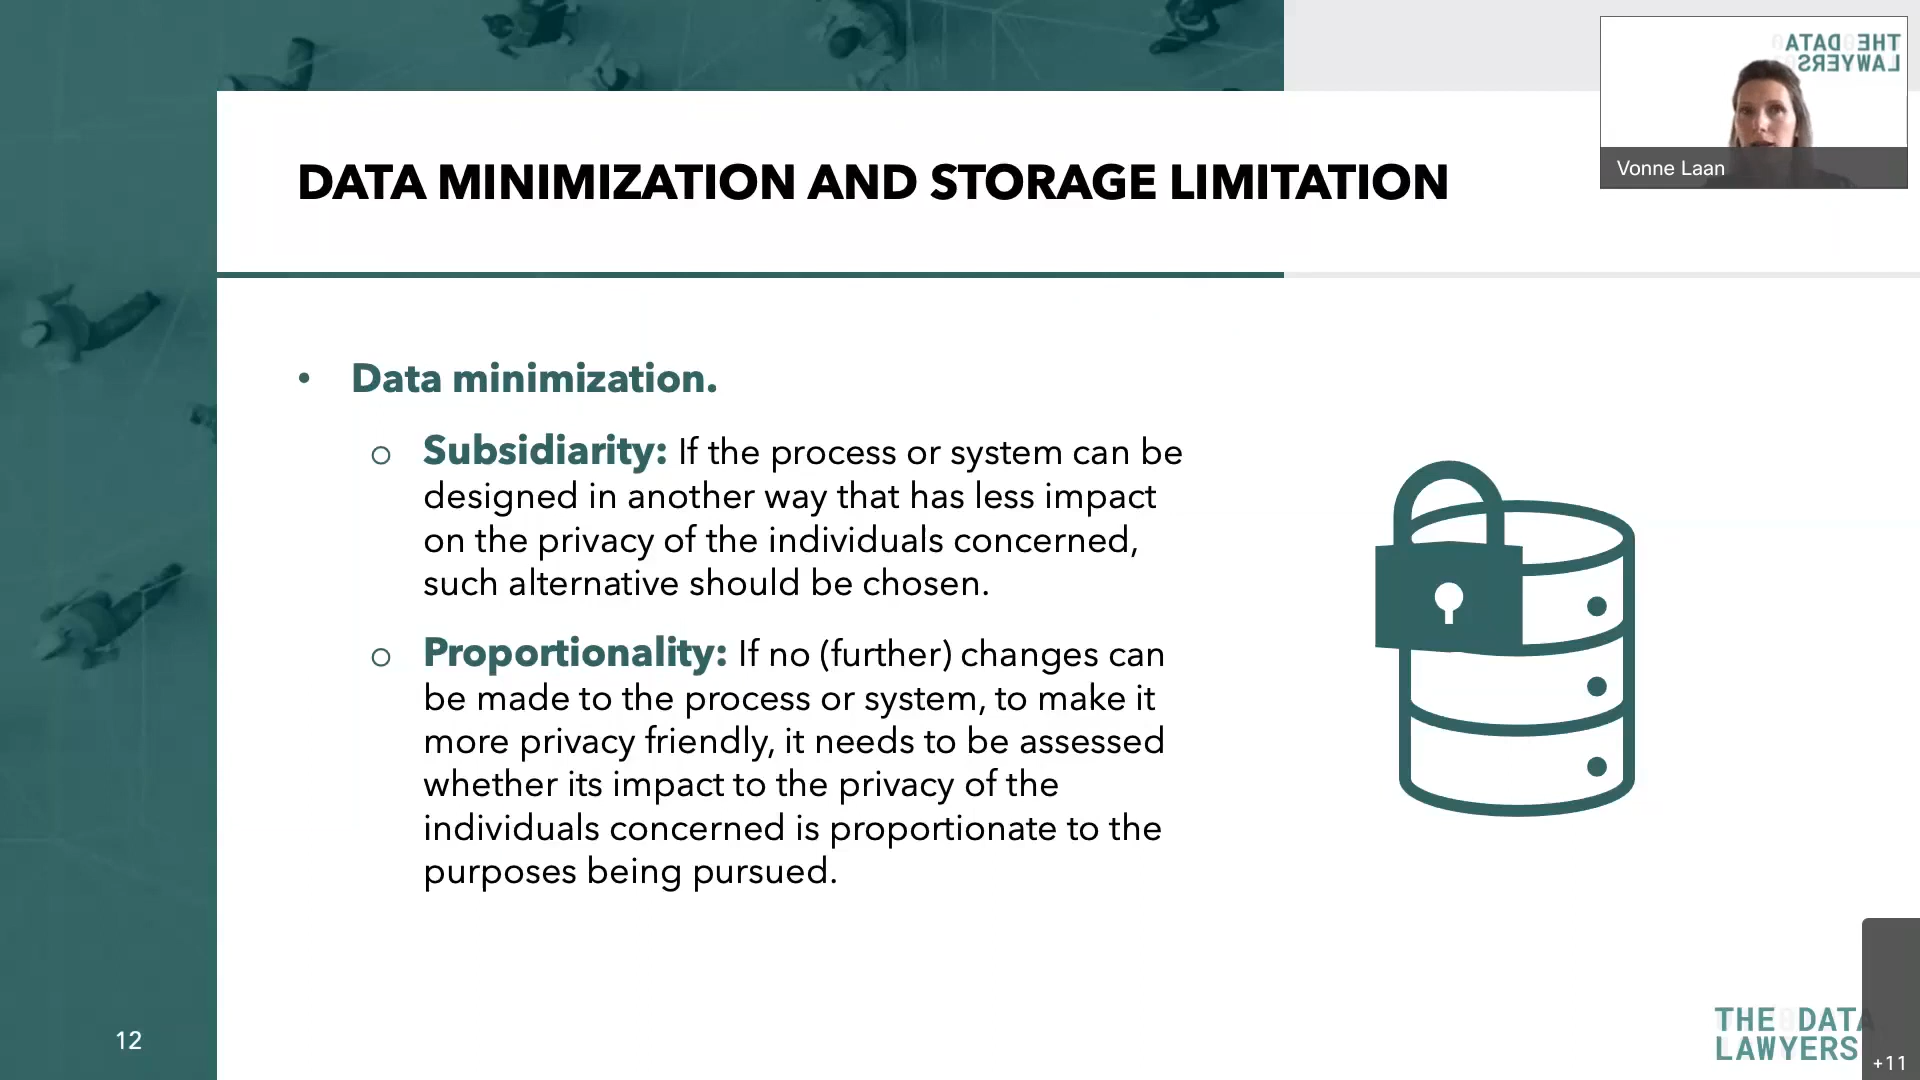 THE DATA
LAWYERS
Vonne Laan
DATA MINIMIZATION AND STORAGE LIMITATION
• Data minimization.
o Subsidiarity: If the process or system can be
designed in another way that has less impact
on the privacy of the individuals concerned,
such alternative should be chosen.
o Proportionality: If no (further) changes can
be made to the process or system, to make it
more privacy friendly, it needs to be assessed
whether its impact to the privacy of the
individuals concerned is proportionate to the
purposes being pursued.
12
THE DATA
LAWYERS
+11